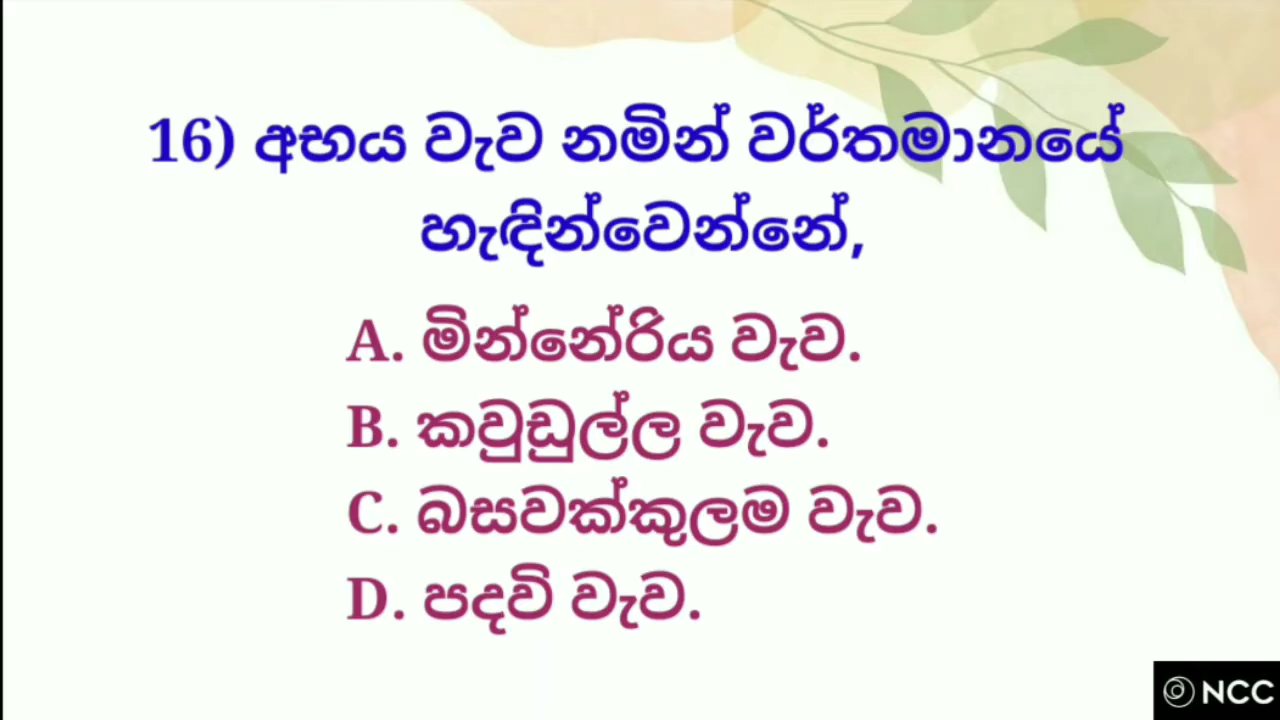 16) අභය වැව නමින් වර්තමානයේ
හැඳින්වෙන්නේ,
A. මින්නේරිය වැව.
B. කවුඩුල්ල වැව.
C. බසවක්කුලම වැව.
D. පදවි වැව.
NCC